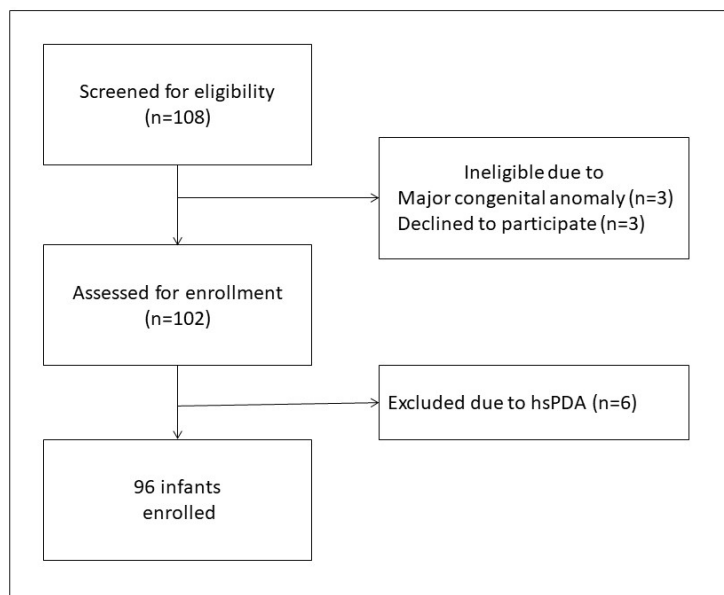 Screened for eligibility
(n=108)
Ineligible due to
Major congenital anomaly (n=3)
Declined to participate (n=3)
Assessed for enrollment
(n=102)
Excluded due to hsPDA (n=6)
96 infants
enrolled